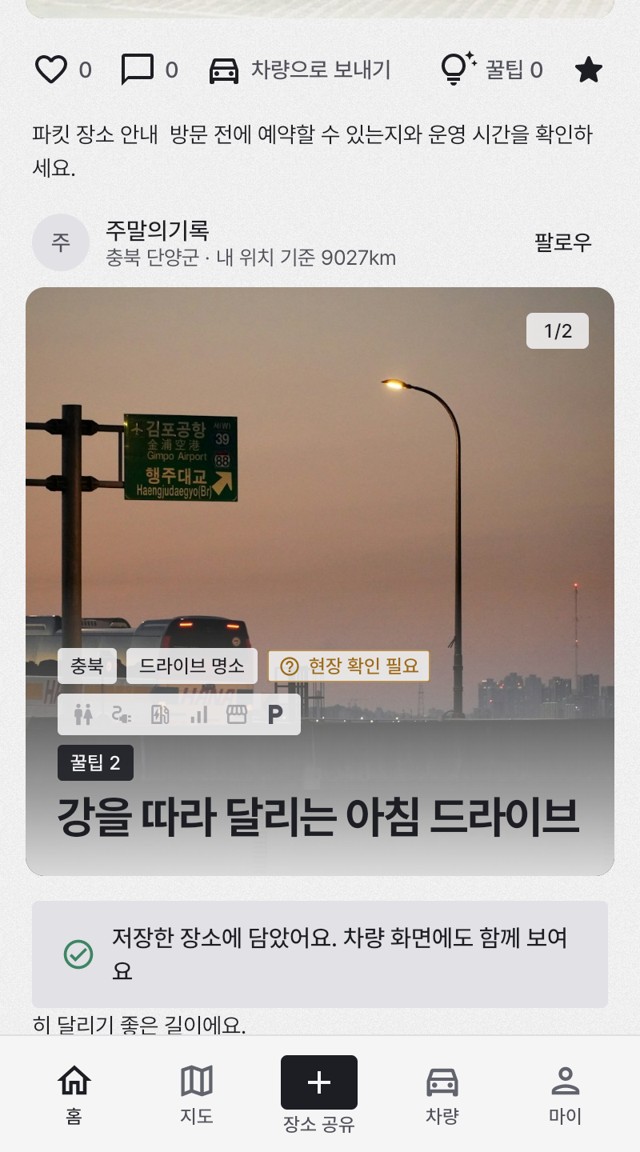 0
0
차량으로 보내기
꿀팁 0
파킷 장소 안내  방문 전에 예약할 수 있는지와 운영 시간을 확인하
세요.
주
주말의기록
충북 단양군 · 내 위치 기준 9027km
팔로우
1/2
김포공항
金浦空港
Gimpo Airport
39
88
행주대교
Haengjudaegyo(Br)
충북
드라이브 명소
현장 확인 필요
P
꿀팁 2
강을 따라 달리는 아침 드라이브
저장한 장소에 담았어요. 차량 화면에도 함께 보여
요
히 달리기 좋은 길이에요.
홈
지도
장소 공유
차량
마이